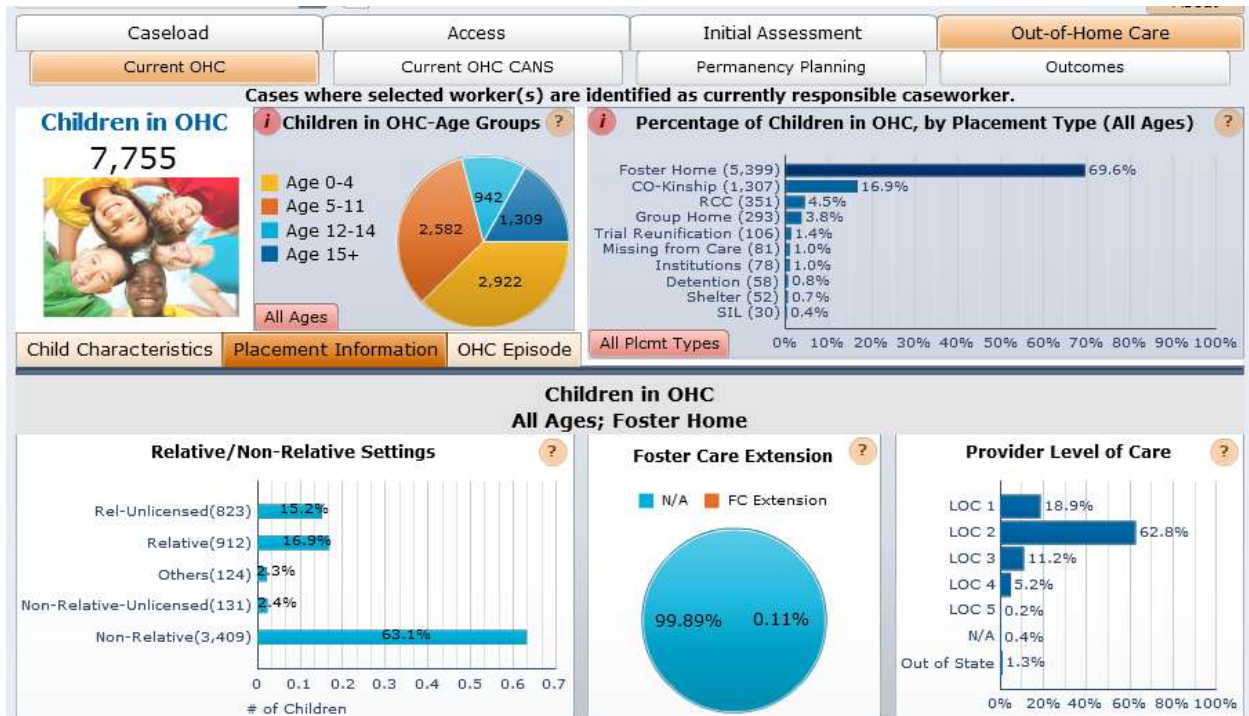 Caseload Access Initial Assessment Out-of-Home Care
Current OHC Current OHC CANS Permanency Planning Outcomes
Cases where selected worker(s) are identified as currently responsible caseworker.
Children in OHC
7,755
i Children in OHC-Age Groups ?
Age 0-4
Age 5-11
Age 12-14
Age 15+
942
1,309
2,582
2,922
All Ages
i Percentage of Children in OHC, by Placement Type (All Ages) ?
Foster Home (5,399) 69.6%
CO-Kinship (1,307) 16.9%
RCC (351) 4.5%
Group Home (293) 3.8%
Trial Reunification (106) 1.4%
Missing from Care (81) 1.0%
Institutions (78) 1.0%
Detention (58) 0.8%
Shelter (52) 0.7%
SIL (30) 0.4%
All Plcmt Types
0% 10% 20% 30% 40% 50% 60% 70% 80% 90% 100%
Child Characteristics Placement Information OHC Episode
Children in OHC
All Ages; Foster Home
Relative/Non-Relative Settings ?
Rel-Unlicensed(823) 15.2%
Relative(912) 16.9%
Others(124) 2.3%
Non-Relative-Unlicensed(131) 2.4%
Non-Relative(3,409) 63.1%
0 0.1 0.2 0.3 0.4 0.5 0.6 0.7
# of Children
Foster Care Extension ?
N/A FC Extension
99.89% 0.11%
Provider Level of Care ?
LOC 1 18.9%
LOC 2 62.8%
LOC 3 11.2%
LOC 4 5.2%
LOC 5 0.2%
N/A 0.4%
Out of State 1.3%
0% 20% 40% 60% 80% 100%